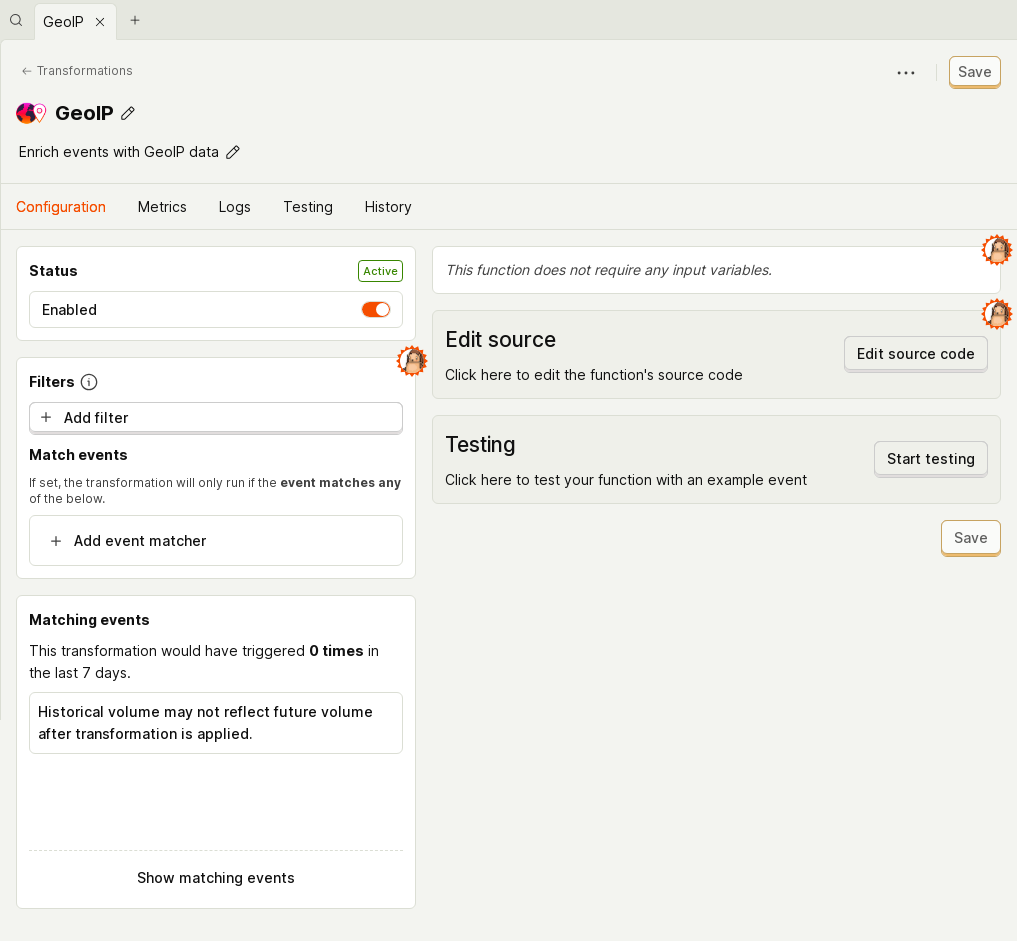 GeoIP
Transformations
Save
GeoIP
Enrich events with GeoIP data
Configuration
Metrics
Logs
Testing
History
Status
Active
Enabled
Filters
Add filter
Match events
If set, the transformation will only run if the event matches any
of the below.
Add event matcher
Matching events
This transformation would have triggered 0 times in
the last 7 days.
Historical volume may not reflect future volume
after transformation is applied.
Show matching events
This function does not require any input variables.
Edit source
Click here to edit the function's source code
Edit source code
Testing
Click here to test your function with an example event
Start testing
Save